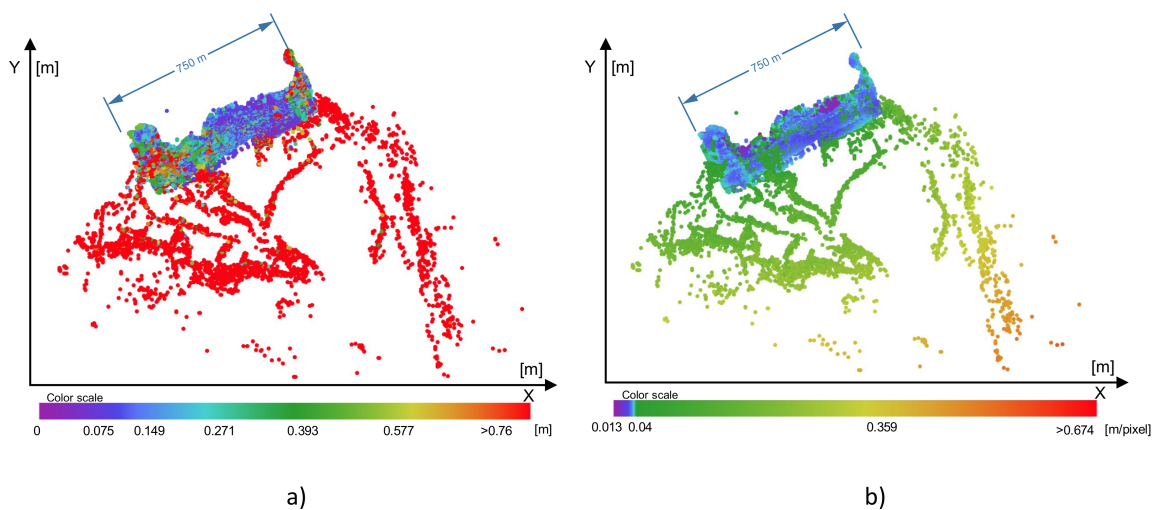 750 m
Y [m]
[m]
X
Color scale
0 0.075 0.149 0.271 0.393 0.577 >0.76 [m]
a)
750 m
Y [m]
[m]
X
Color scale
0.013 0.04 0.359 >0.674 [m/pixel]
b)